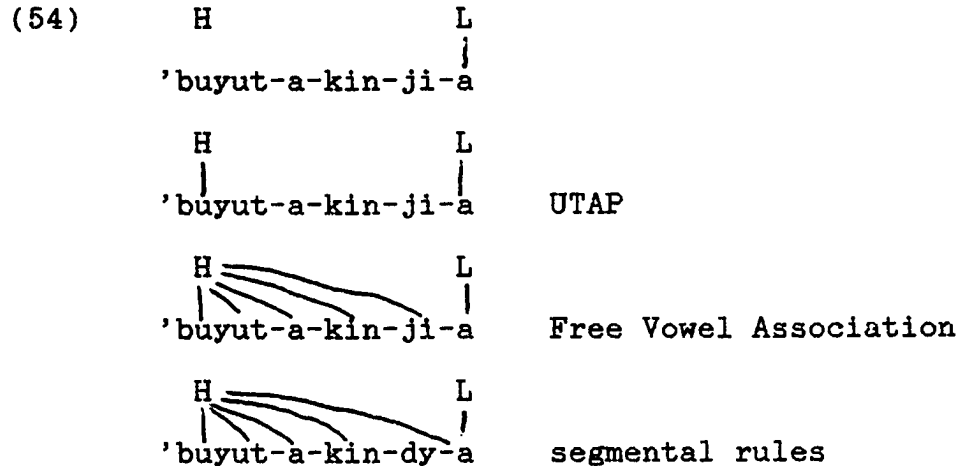 (54) H L
'buyut-a-kin-ji-a
H L
'buyut-a-kin-ji-a UTAP
H L
'buyut-a-kin-ji-a Free Vowel Association
H L
'buyut-a-kin-dy-a segmental rules